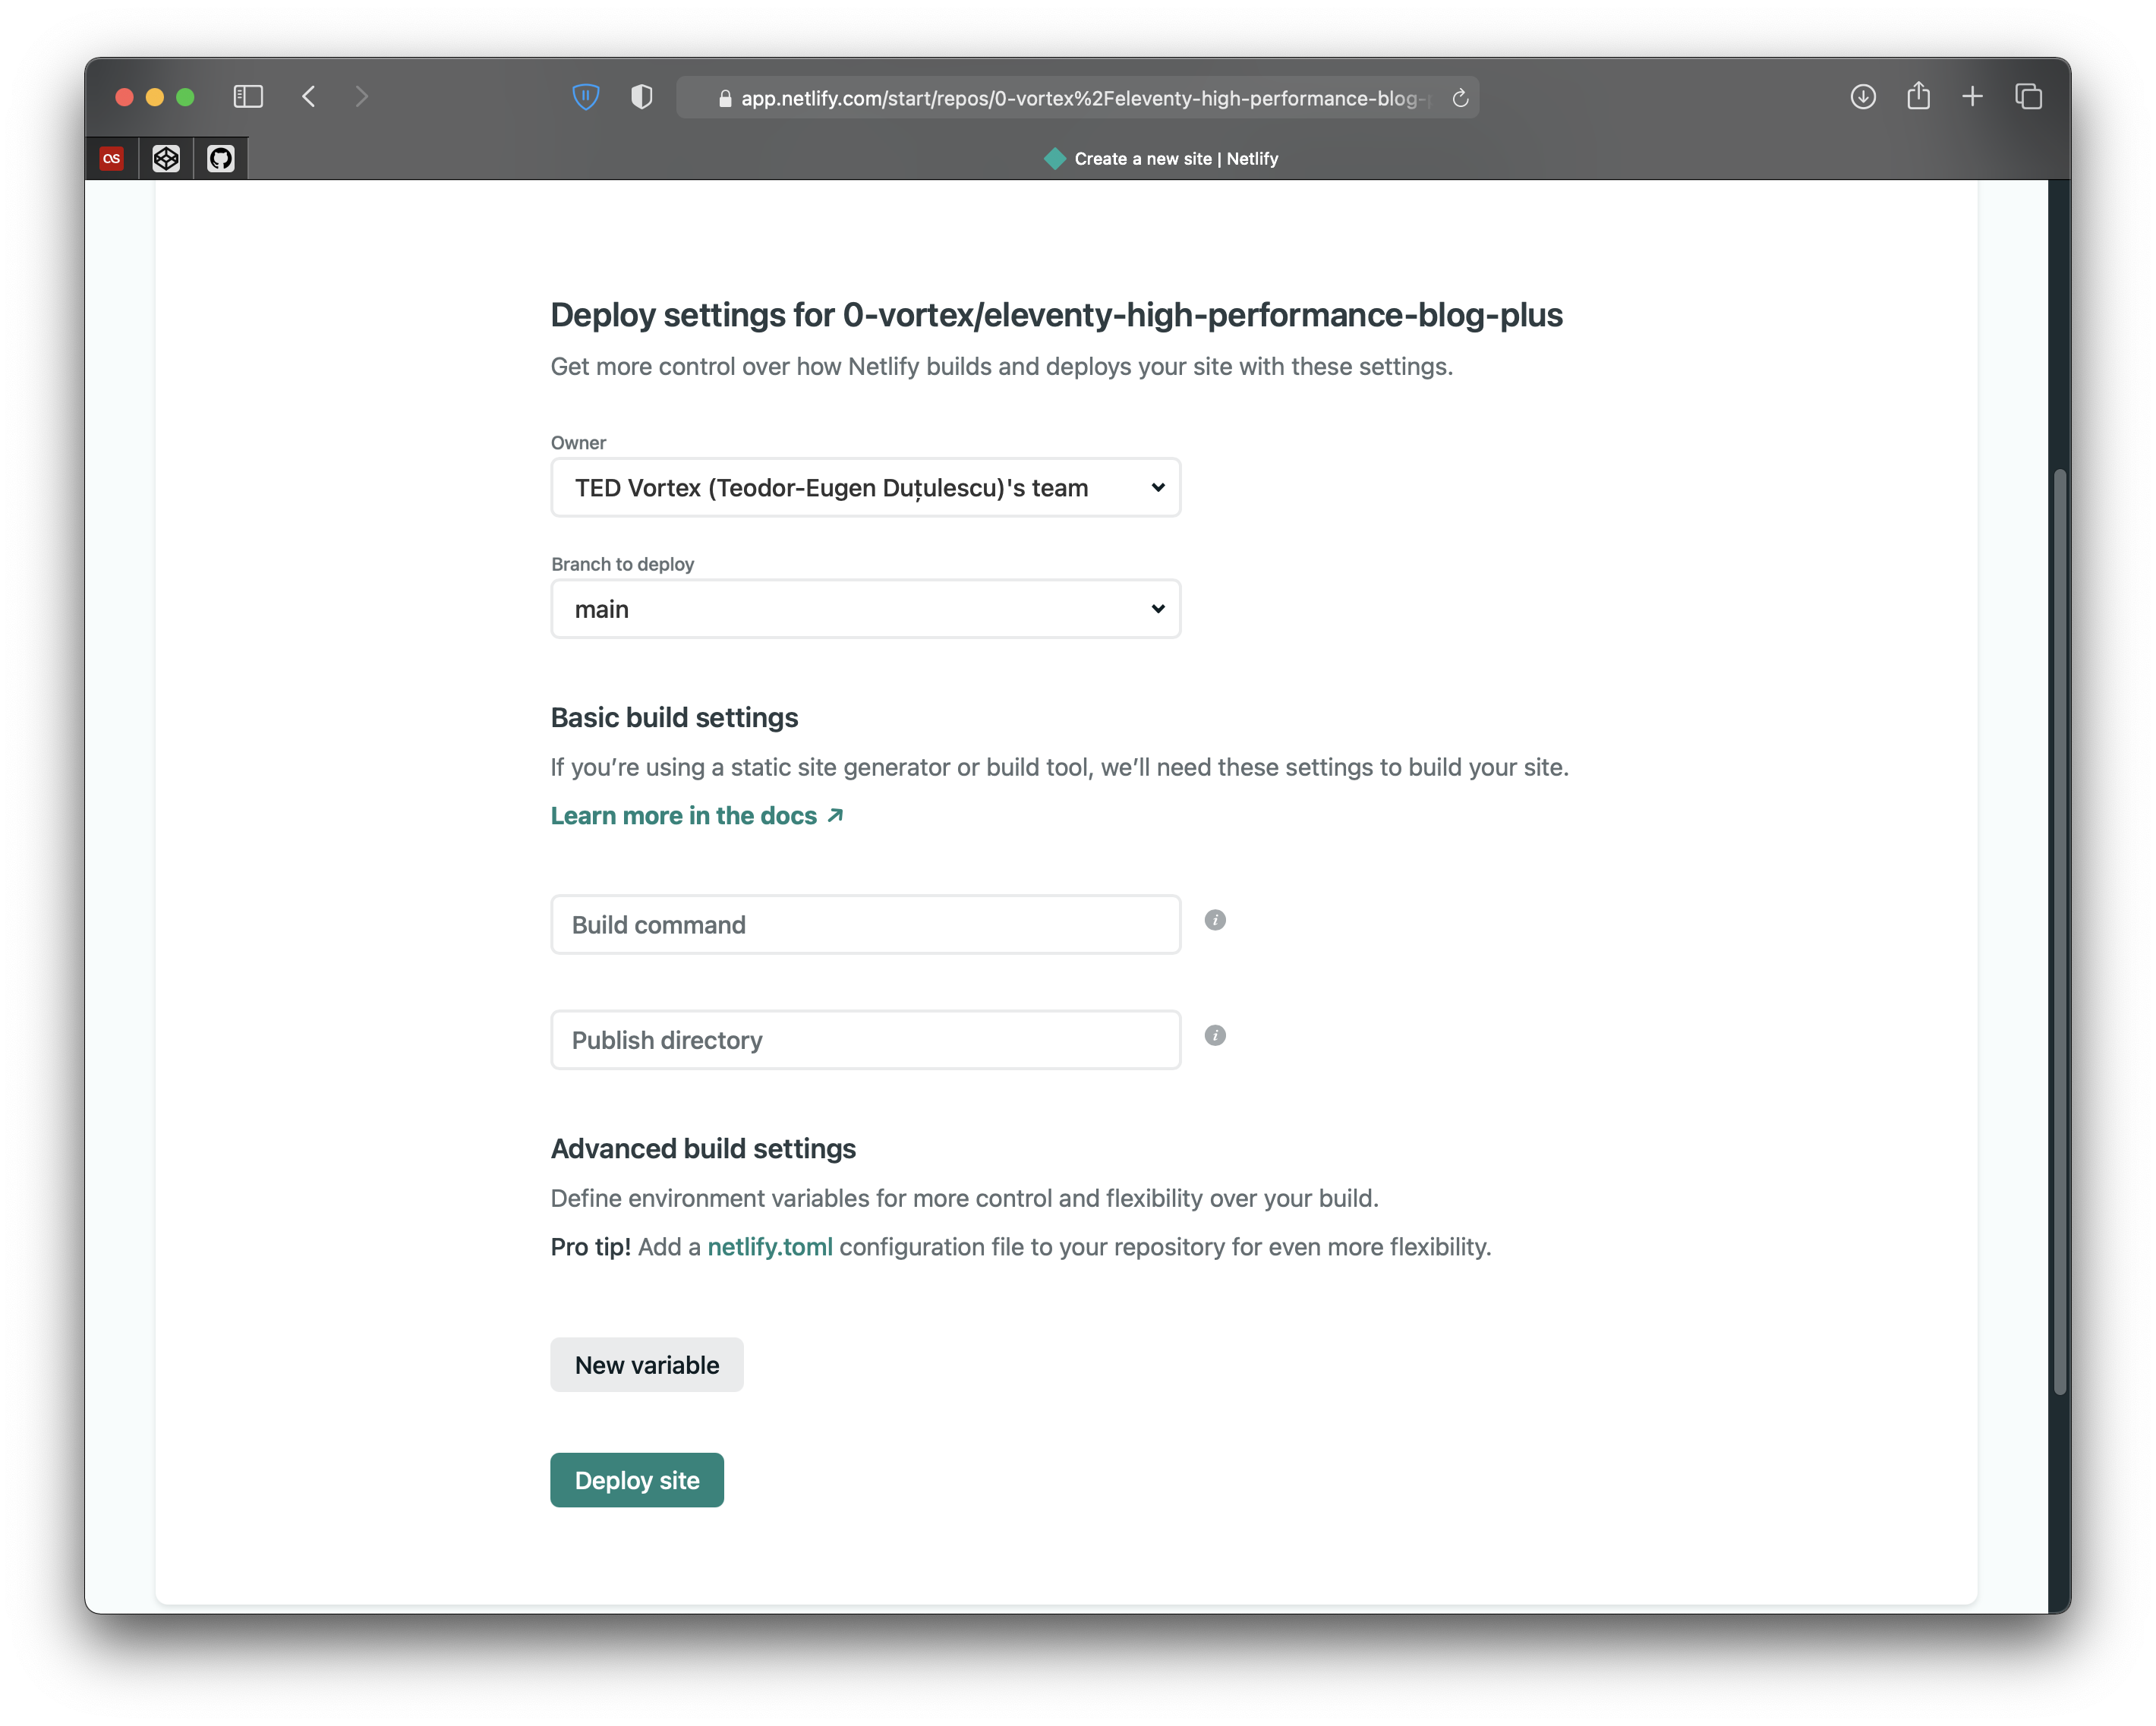 app.netlify.com/start/repos/0-vortex%2Feleventy-high-performance-blog-
Create a new site | Netlify
Deploy settings for 0-vortex/eleventy-high-performance-blog-plus
Get more control over how Netlify builds and deploys your site with these settings.
Owner
TED Vortex (Teodor-Eugen Duțulescu)'s team
Branch to deploy
main
Basic build settings
If you’re using a static site generator or build tool, we’ll need these settings to build your site.
Learn more in the docs
Build command
Publish directory
Advanced build settings
Define environment variables for more control and flexibility over your build.
Pro tip! Add a netlify.toml configuration file to your repository for even more flexibility.
New variable
Deploy site